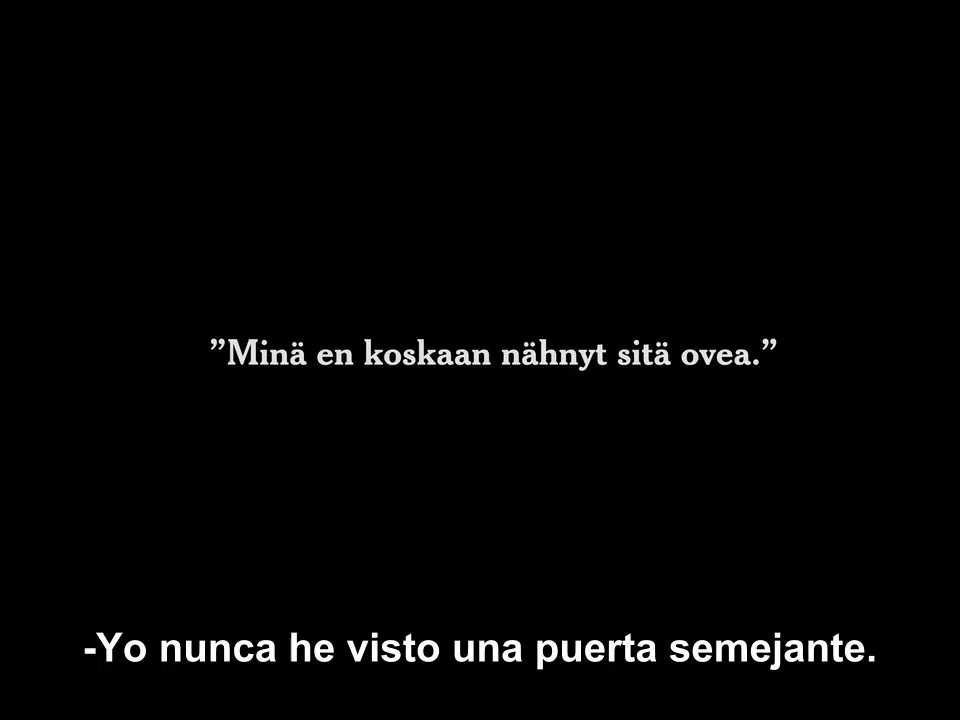 ”Minä en koskaan nähnyt sitä ovea.”
-Yo nunca he visto una puerta semejante.